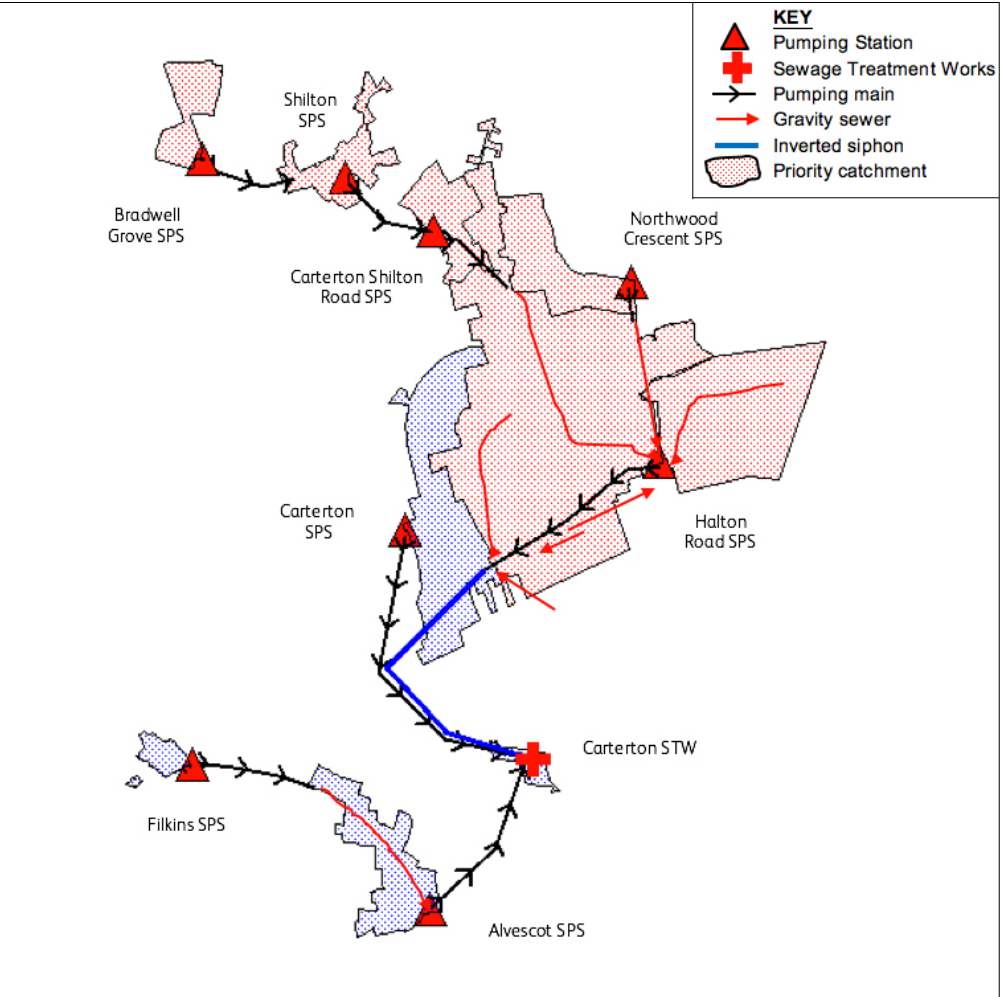 KEY
Pumping Station
Sewage Treatment Works
Pumping main
Gravity sewer
Inverted siphon
Priority catchment
Shilton
SPS
Bradwell
Grove SPS
Northwood
Crescent SPS
Carterton Shilton
Road SPS
Carterton
SPS
Halton
Road SPS
Carterton STW
Filkins SPS
Alvescot SPS